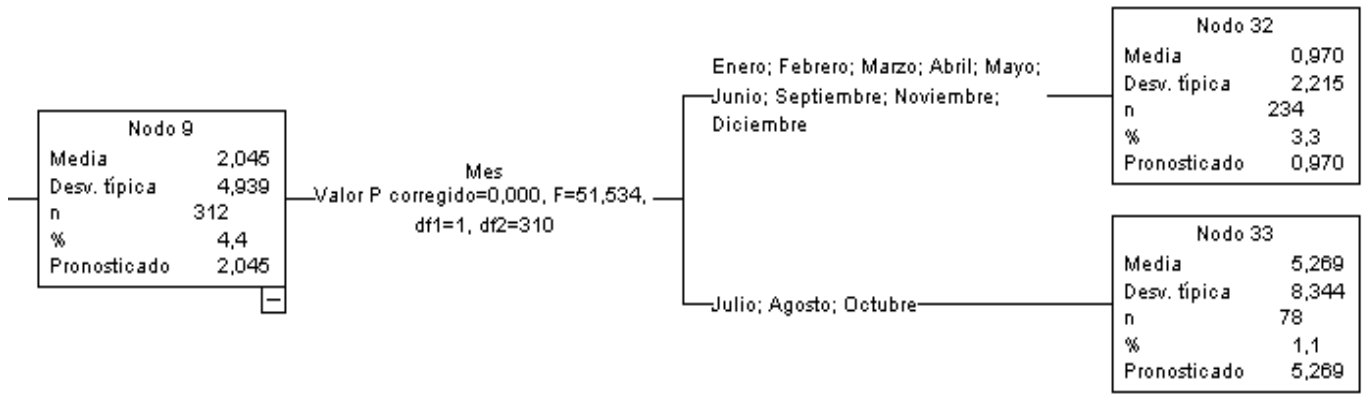 Nodo 9
Media 2,045
Desv. típica 4,939
n 312
% 4,4
Pronosticado 2,045
Mes
Valor P corregido=0,000, F=51,534,
df1=1, df2=310
Enero; Febrero; Marzo; Abril; Mayo;
Junio; Septiembre; Noviembre;
Diciembre
Nodo 32
Media 0,970
Desv. típica 2,215
n 234
% 3,3
Pronosticado 0,970
Julio; Agosto; Octubre
Nodo 33
Media 5,269
Desv. típica 8,344
n 78
% 1,1
Pronosticado 5,269